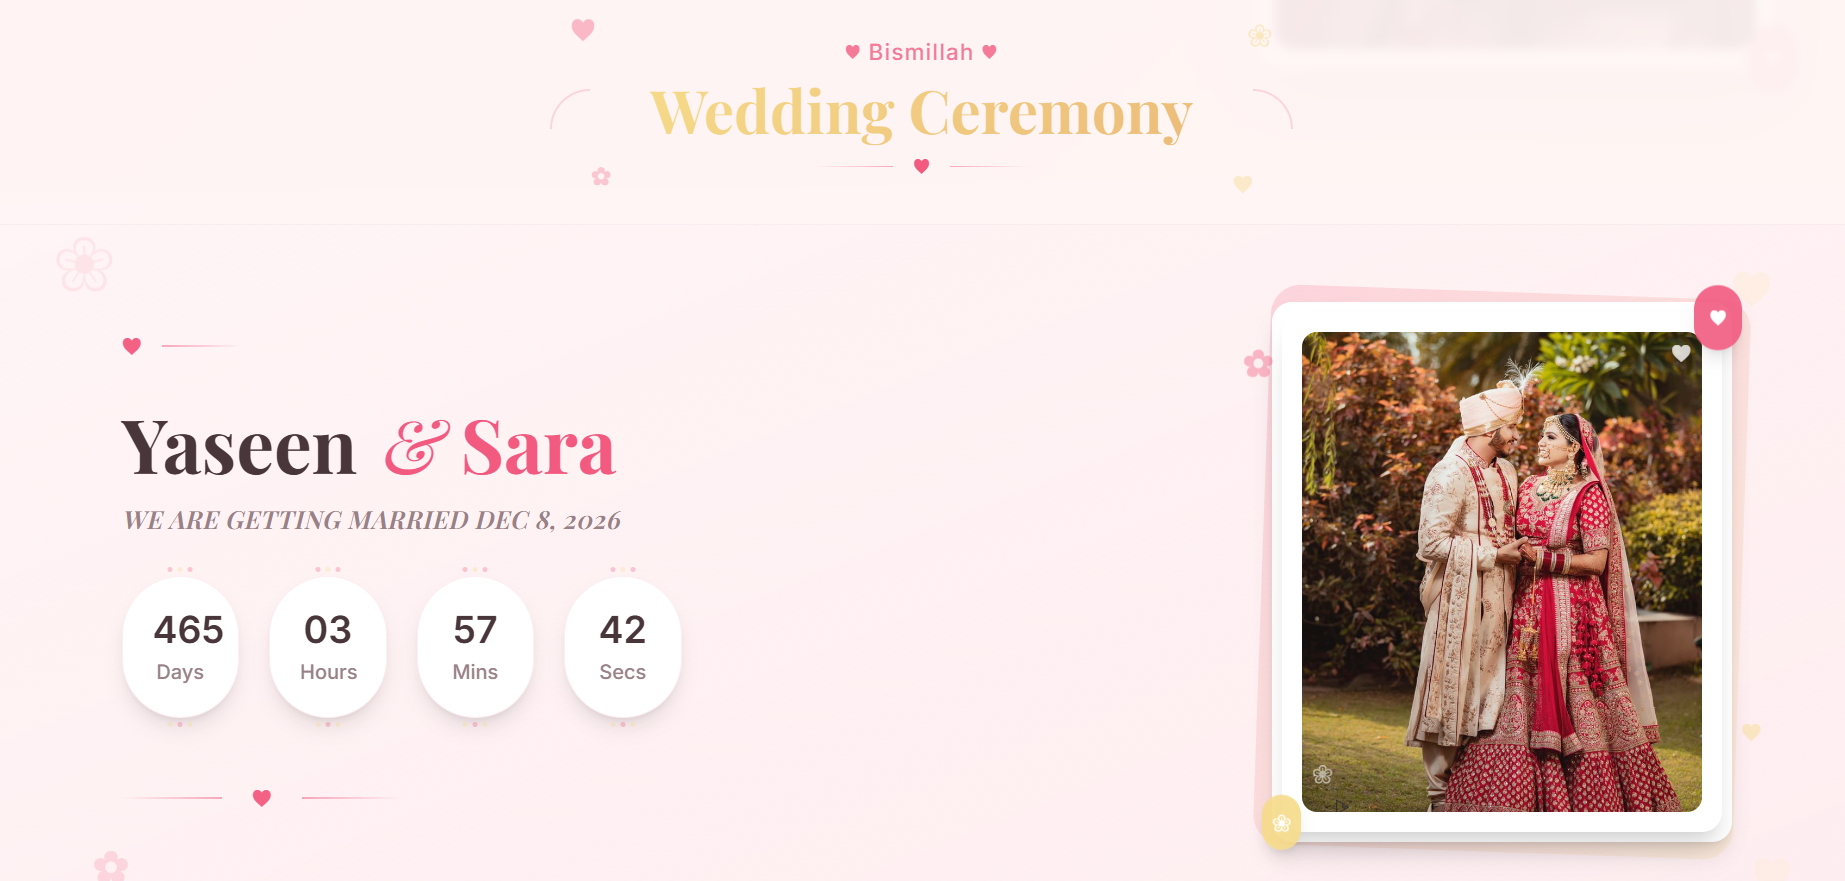 Bismillah
Wedding Ceremony
Yaseen & Sara
WE ARE GETTING MARRIED DEC 8, 2026
465 03 57 42
Days Hours Mins Secs